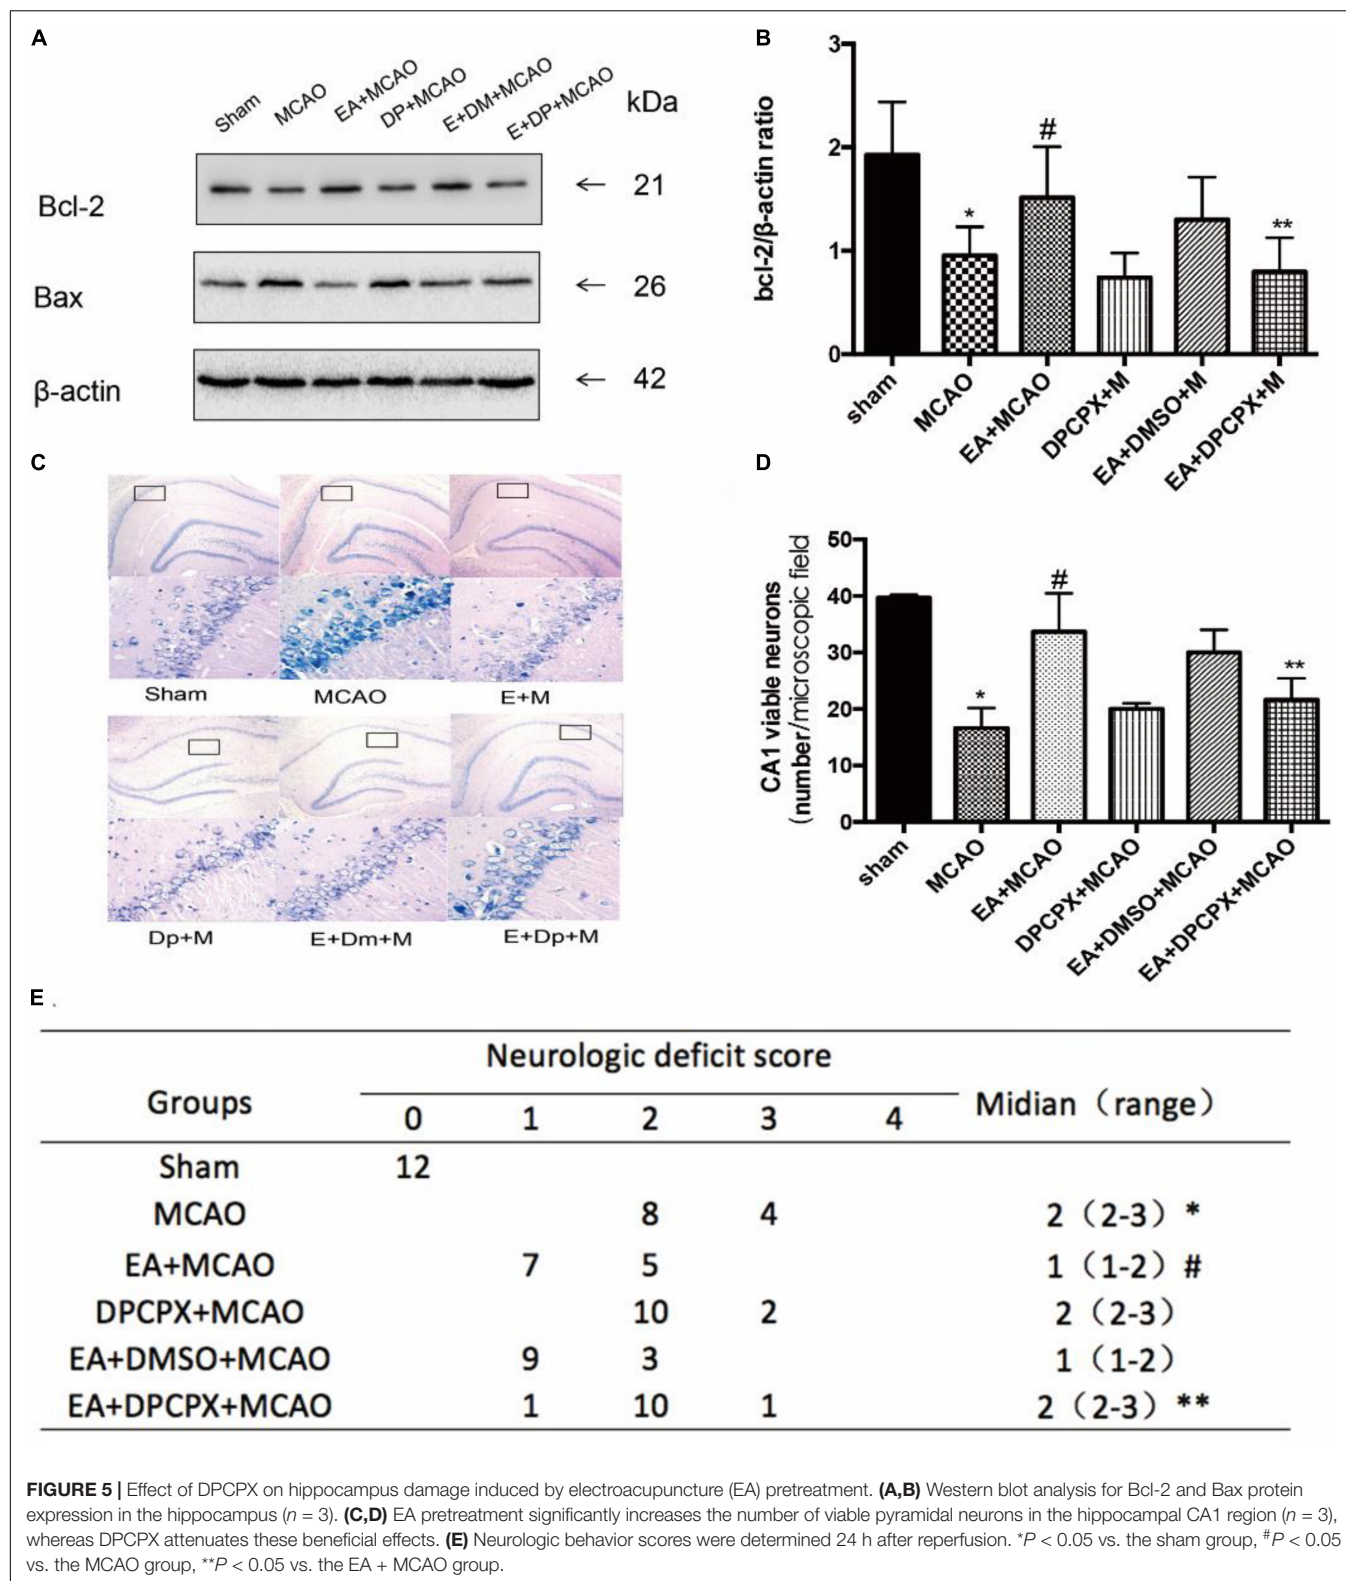 A
Sham MCAO EA+MCAO DP+MCAO E+DM+MCAO E+DP+MCAO
kDa
Bcl-2 ← 21
Bax ← 26
β-actin ← 42
B
bcl-2/β-actin ratio
3
2
1
0
* # **
sham MCAO EA+MCAO DPCPX+M EA+DMSO+M EA+DPCPX+M
C
Sham MCAO E+M
Dp+M E+Dm+M E+Dp+M
D
CA1 viable neurons
(number/microscopic field
50
40
30
20
10
0
* # **
sham MCAO EA+MCAO DPCPX+MCAO EA+DMSO+MCAO EA+DPCPX+MCAO
E .
Neurologic deficit score
Groups 0 1 2 3 4 Midian（range）
Sham 12
MCAO 8 4 2（2-3）*
EA+MCAO 7 5 1（1-2）#
DPCPX+MCAO 10 2 2（2-3）
EA+DMSO+MCAO 9 3 1（1-2）
EA+DPCPX+MCAO 1 10 1 2（2-3）**
FIGURE 5 | Effect of DPCPX on hippocampus damage induced by electroacupuncture (EA) pretreatment. (A,B) Western blot analysis for Bcl-2 and Bax protein
expression in the hippocampus (n = 3). (C,D) EA pretreatment significantly increases the number of viable pyramidal neurons in the hippocampal CA1 region (n = 3),
whereas DPCPX attenuates these beneficial effects. (E) Neurologic behavior scores were determined 24 h after reperfusion. *P < 0.05 vs. the sham group, #P < 0.05
vs. the MCAO group, **P < 0.05 vs. the EA + MCAO group.